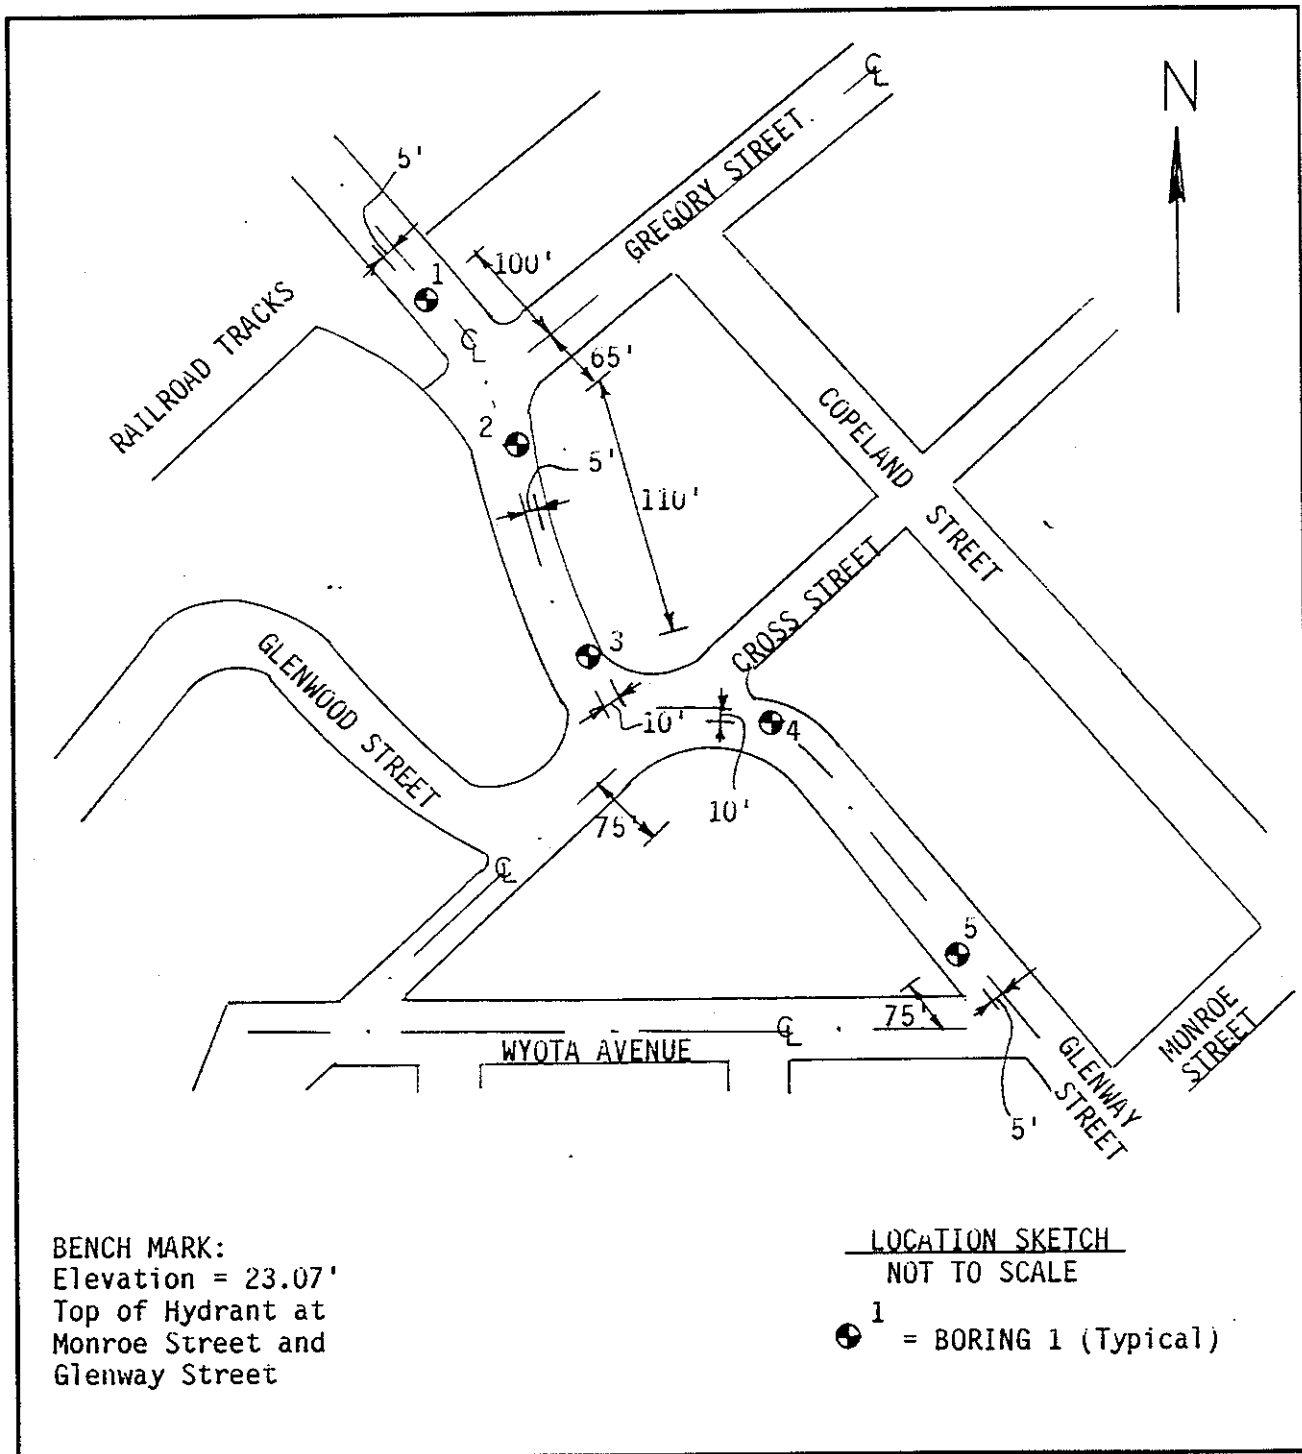 N
℄
GREGORY STREET
5'
100'
1
RAILROAD TRACKS
℄
65'
2
5'
COPELAND STREET
110'
CROSS STREET
3
GLENWOOD STREET
10'
4
10'
75'
℄
5
75'
℄
WYOTA AVENUE
GLENWAY
STREET
MONROE
STREET
5'
BENCH MARK:
Elevation = 23.07'
Top of Hydrant at
Monroe Street and
Glenway Street
LOCATION SKETCH
NOT TO SCALE
1
= BORING 1 (Typical)